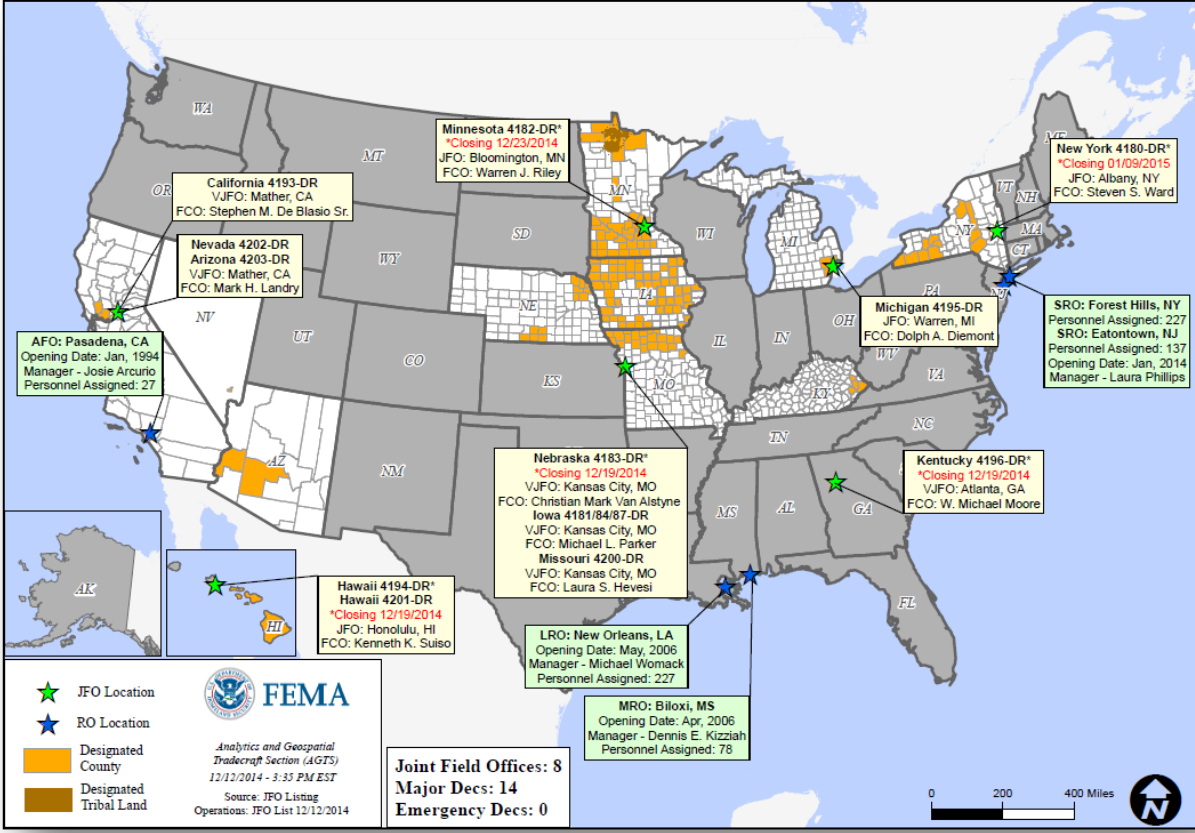 WA
OR
MT
WY
SD
NV
UT
CO
NE
KS
AZ
NM
MN
IA
MO
WI
MI
IL
IN
OH
KY
TN
MS
AL
GA
FL
NC
VA
WV
PA
NJ
NY
CT
MA
VT
NH
ME
AK
HI
California 4193-DR
VJFO: Mather, CA
FCO: Stephen M. De Blasio Sr.
Nevada 4202-DR
Arizona 4203-DR
VJFO: Mather, CA
FCO: Mark H. Landry
AFO: Pasadena, CA
Opening Date: Jan, 1994
Manager - Josie Arcurio
Personnel Assigned: 27
Minnesota 4182-DR*
*Closing 12/23/2014
JFO: Bloomington, MN
FCO: Warren J. Riley
New York 4180-DR*
*Closing 01/09/2015
JFO: Albany, NY
FCO: Steven S. Ward
Michigan 4195-DR
JFO: Warren, MI
FCO: Dolph A. Diemont
SRO: Forest Hills, NY
Personnel Assigned: 227
SRO: Eatontown, NJ
Personnel Assigned: 137
Opening Date: Jan, 2014
Manager - Laura Phillips
Nebraska 4183-DR*
*Closing 12/19/2014
VJFO: Kansas City, MO
FCO: Christian Mark Van Alstyne
Iowa 4181/84/87-DR
VJFO: Kansas City, MO
FCO: Michael L. Parker
Missouri 4200-DR
VJFO: Kansas City, MO
FCO: Laura S. Hevesi
Kentucky 4196-DR*
*Closing 12/19/2014
VJFO: Atlanta, GA
FCO: W. Michael Moore
Hawaii 4194-DR*
Hawaii 4201-DR
*Closing 12/19/2014
JFO: Honolulu, HI
FCO: Kenneth K. Suiso
LRO: New Orleans, LA
Opening Date: May, 2006
Manager - Michael Womack
Personnel Assigned: 227
MRO: Biloxi, MS
Opening Date: Apr, 2006
Manager - Dennis E. Kizziah
Personnel Assigned: 78
JFO Location
RO Location
Designated
County
Designated
Tribal Land
FEMA
Analytics and Geospatial
Tradecraft Section (AGTS)
12/12/2014 - 3:35 PM EST
Source: JFO Listing
Operations: JFO List 12/12/2014
Joint Field Offices: 8
Major Decs: 14
Emergency Decs: 0
0 200 400 Miles
N